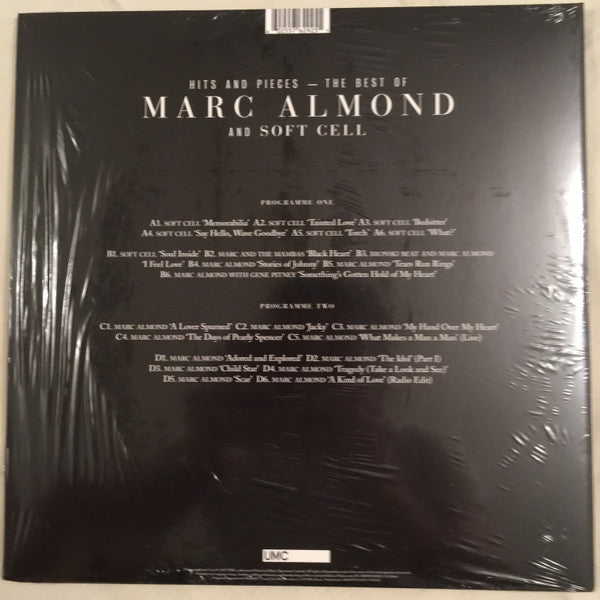 HITS AND PIECES – THE BEST OF
MARC ALMOND
AND SOFT CELL
PROGRAMME ONE
A1. SOFT CELL 'Memorabilia' A2. SOFT CELL 'Tainted Love' A3. SOFT CELL 'Bedsitter'
A4. SOFT CELL 'Say Hello, Wave Goodbye' A5. SOFT CELL 'Torch' A6. SOFT CELL 'What?'
B1. SOFT CELL 'Soul Inside' B2. MARC AND THE MAMBAS 'Black Heart' B3. BRONSKI BEAT AND MARC ALMOND
'I Feel Love' B4. MARC ALMOND 'Stories of Johnny' B5. MARC ALMOND 'Tears Run Rings'
B6. MARC ALMOND WITH GENE PITNEY 'Something's Gotten Hold of My Heart'
PROGRAMME TWO
C1. MARC ALMOND 'A Lover Spurned' C2. MARC ALMOND 'Jacky' C3. MARC ALMOND 'My Hand Over My Heart'
C4. MARC ALMOND 'The Days of Pearly Spencer' C5. MARC ALMOND 'What Makes a Man a Man' (Live)
D1. MARC ALMOND 'Adored and Explored' D2. MARC ALMOND 'The Idol' (Part 1)
D3. MARC ALMOND 'Child Star' D4. MARC ALMOND 'Tragedy (Take a Look and See)'
D5. MARC ALMOND 'Scar' D6. MARC ALMOND 'A Kind of Love' (Radio Edit)
UMC